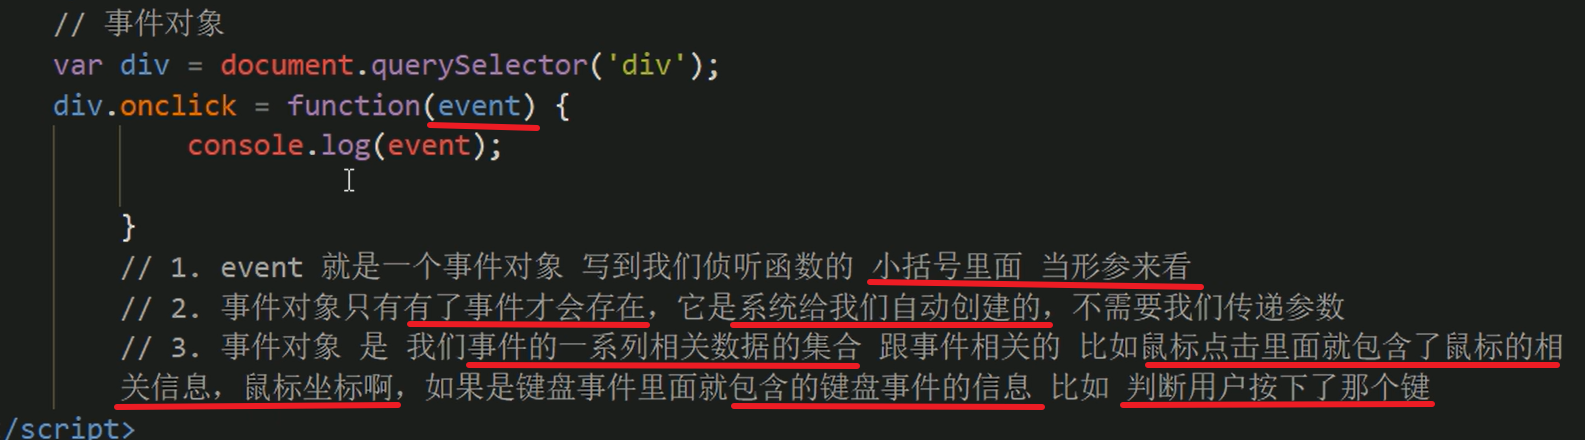 // 事件对象
var div = document.querySelector('div');
div.onclick = function(event) {
console.log(event);
}
// 1. event 就是一个事件对象 写到我们侦听函数的 小括号里面 当形参来看
// 2. 事件对象只有有了事件才会存在，它是系统给我们自动创建的，不需要我们传递参数
// 3. 事件对象 是 我们事件的一系列相关数据的集合 跟事件相关的 比如鼠标点击里面就包含了鼠标的相
关信息，鼠标坐标啊，如果是键盘事件里面就包含的键盘事件的信息 比如 判断用户按下了那个键
/script>